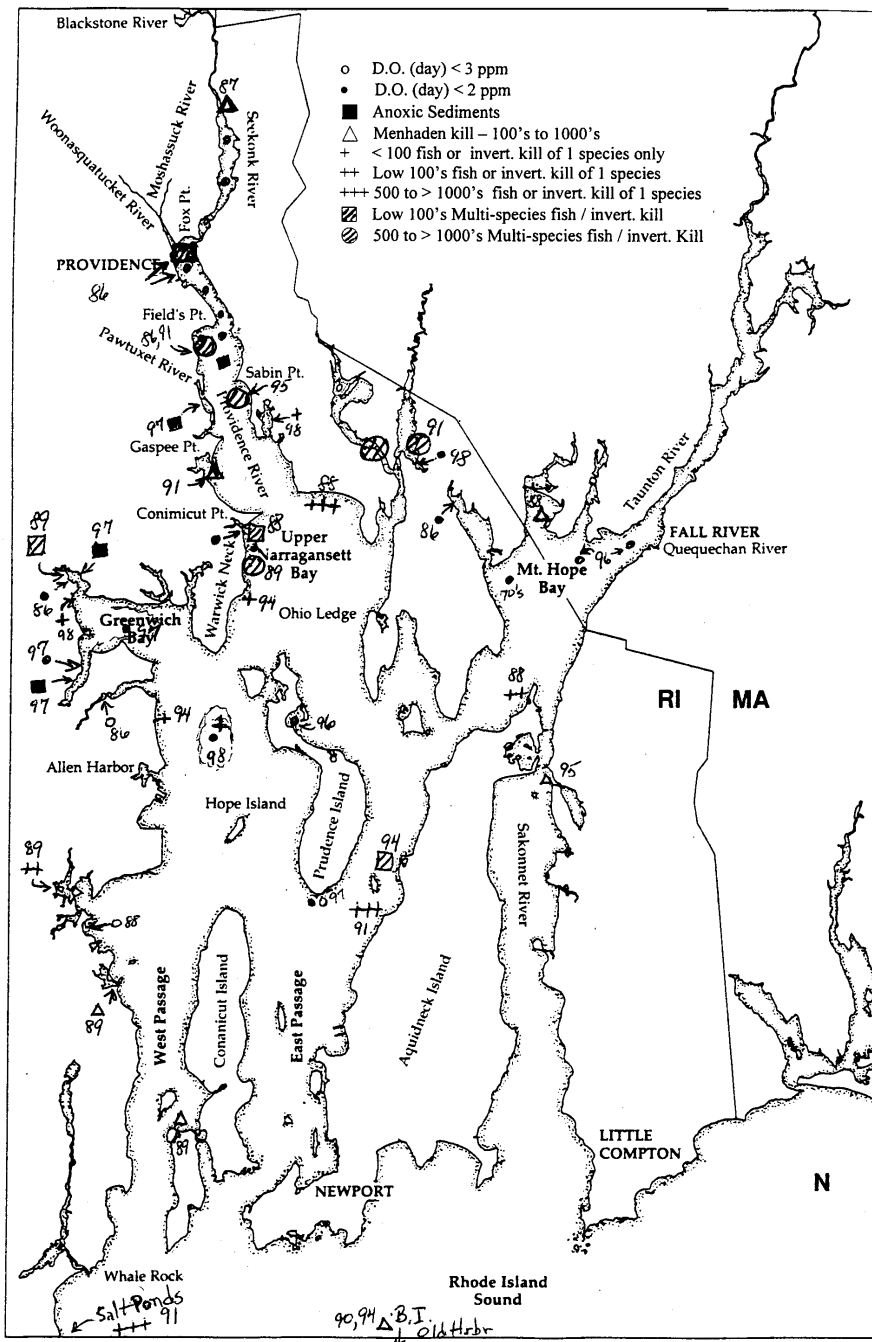 Blackstone River
87
○ D.O. (day) < 3 ppm
● D.O. (day) < 2 ppm
■ Anoxic Sediments
△ Menhaden kill – 100's to 1000's
+ < 100 fish or invert. kill of 1 species only
++ Low 100's fish or invert. kill of 1 species
+++ 500 to > 1000's fish or invert. kill of 1 species
Low 100's Multi-species fish / invert. kill
500 to > 1000's Multi-species fish / invert. Kill
Seekonk River
Moshassuck River
Woonasquatucket River
Fox Pt.
PROVIDENCE
86
Field's Pt.
86, 91
Pawtuxet River
Sabin Pt.
95
97
98
Providence River
Gaspee Pt.
91
88
91
98
86
Taunton River
Conimicut Pt.
88
Upper
Narragansett
Bay
89
94
Warwick Neck
Ohio Ledge
FALL RIVER
Quequechan River
96
Mt. Hope
Bay
70's
89
97
86
98
Greenwich
Bay
97
97
86
94
98
96
88
RI
MA
95
Allen Harbor
Hope Island
Prudence Island
94
97
91
Sakonnet River
89
88
89
West Passage
Conanicut Island
East Passage
Aquidneck Island
89
LITTLE
COMPTON
NEWPORT
N
Whale Rock
Salt Ponds
91
Rhode Island
Sound
90,94 △ B.I.
Old Hrbr